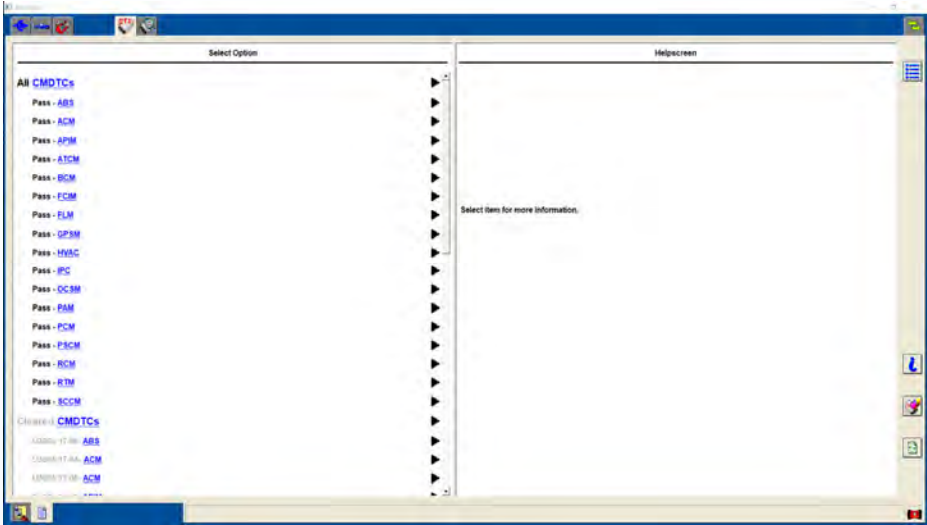 Select Option
Helpscreen
All CMDTCs
Pass - ABS
Pass - ACM
Pass - APIM
Pass - ATCM
Pass - BCM
Pass - FCIM
Pass - FLM
Pass - GPSM
Pass - HVAC
Pass - IPC
Pass - OCSM
Pass - PAM
Pass - PCM
Pass - PSCM
Pass - RCM
Pass - RTM
Pass - SCCM
Cleared CMDTCs
ABS
ACM
ACM
Select item for more information.